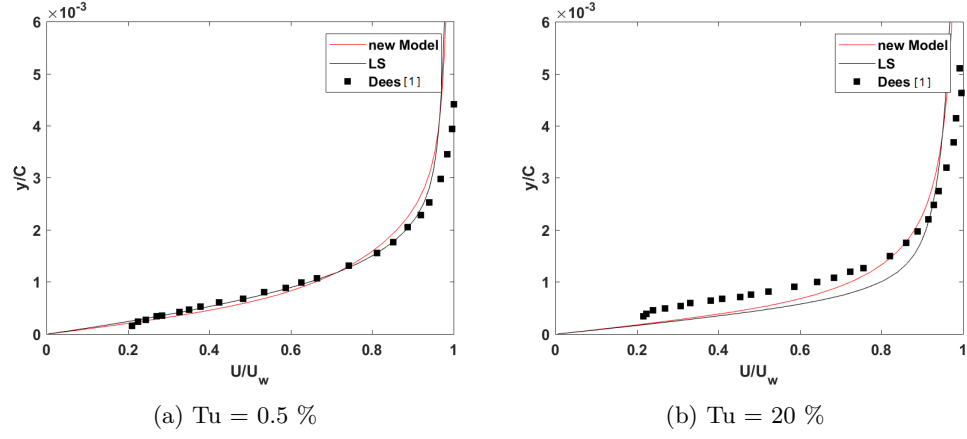 ×10⁻³
6
5
4
3
2
1
0
y/C
0 0.2 0.4 0.6 0.8 1
U/U_w
new Model
LS
Dees [1]
(a) Tu = 0.5 %
×10⁻³
6
5
4
3
2
1
0
y/C
0 0.2 0.4 0.6 0.8 1
U/U_w
new Model
LS
Dees [1]
(b) Tu = 20 %